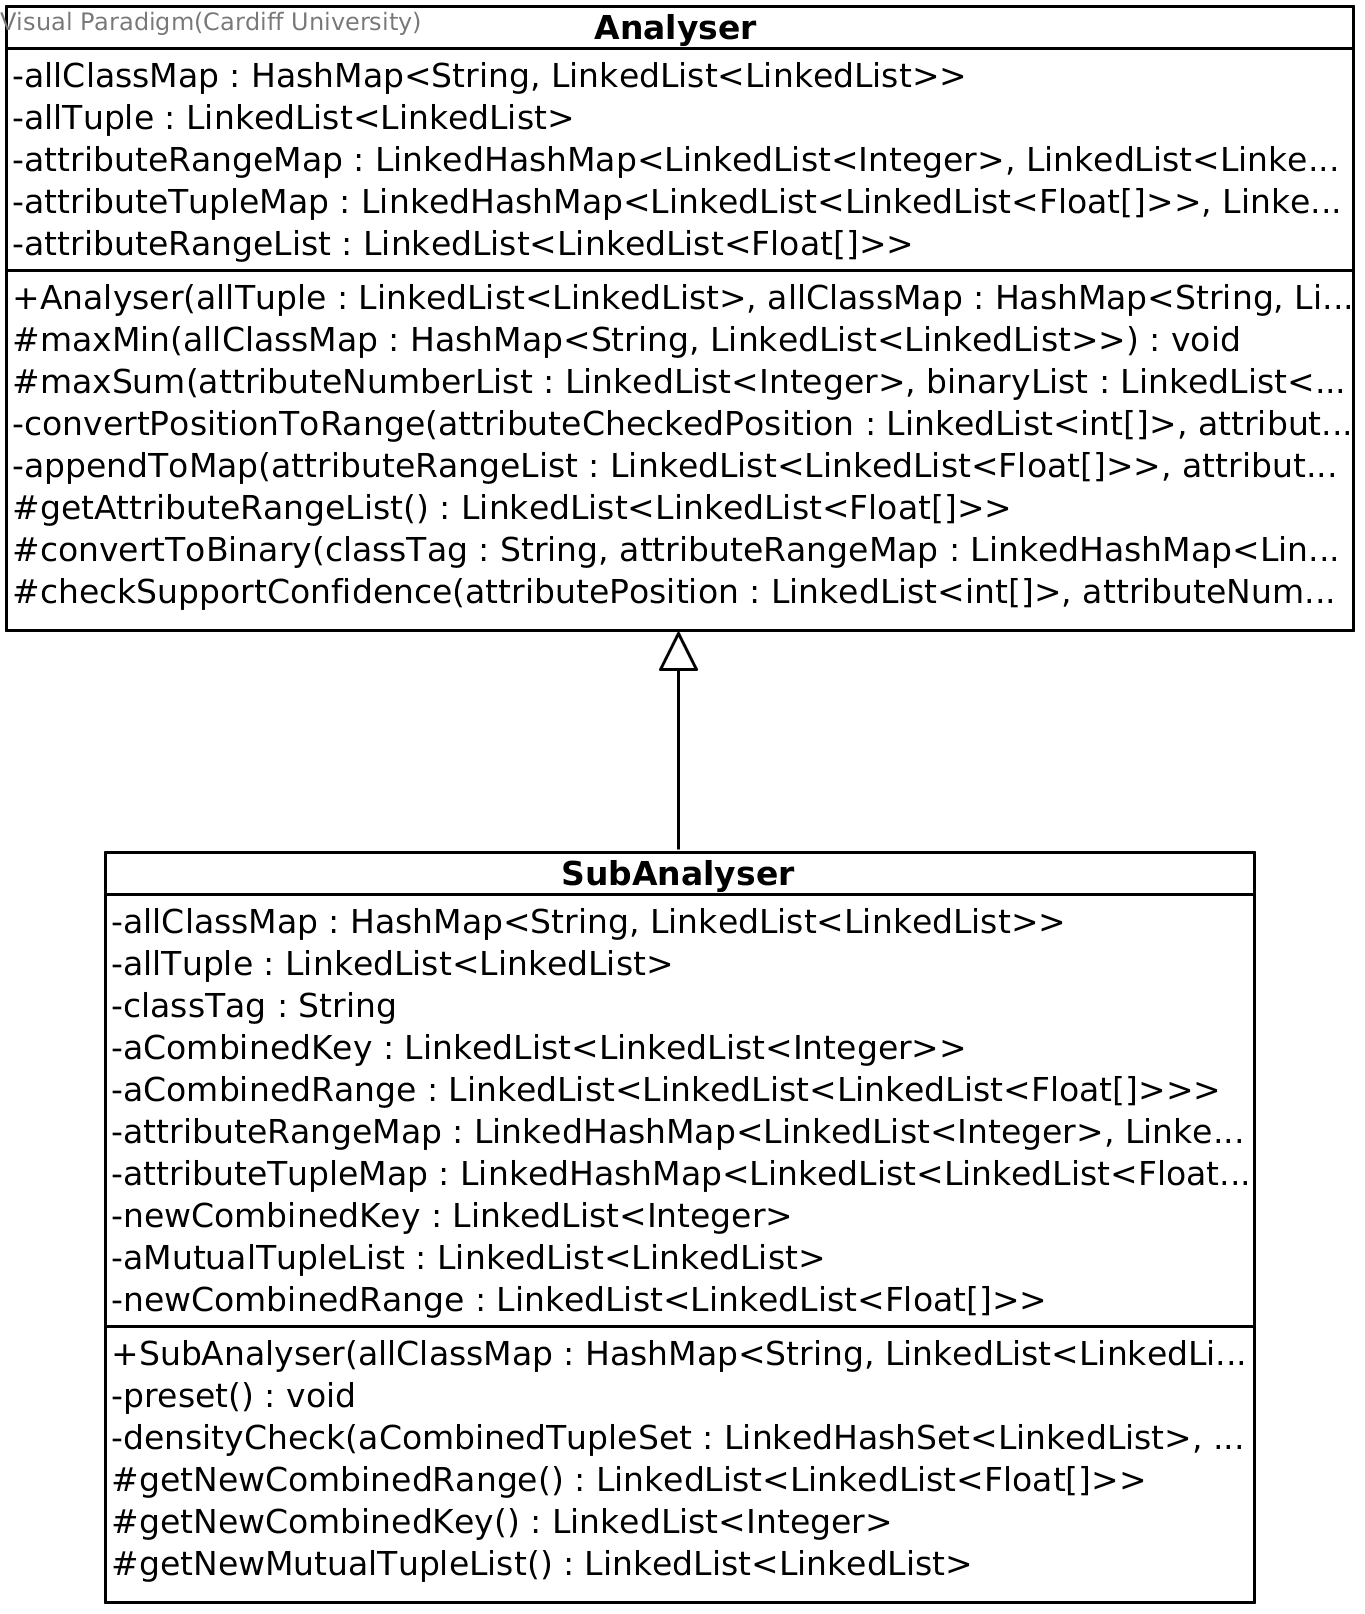 Visual Paradigm(Cardiff University)
Analyser
-allClassMap : HashMap<String, LinkedList<LinkedList>>
-allTuple : LinkedList<LinkedList>
-attributeRangeMap : LinkedHashMap<LinkedList<Integer>, LinkedList<Linke...
-attributeTupleMap : LinkedHashMap<LinkedList<LinkedList<Float[]>>, Linke...
-attributeRangeList : LinkedList<LinkedList<Float[]>>
+Analyser(allTuple : LinkedList<LinkedList>, allClassMap : HashMap<String, Li...
#maxMin(allClassMap : HashMap<String, LinkedList<LinkedList>>) : void
#maxSum(attributeNumberList : LinkedList<Integer>, binaryList : LinkedList<...
-convertPositionToRange(attributeCheckedPosition : LinkedList<int[]>, attribut...
-appendToMap(attributeRangeList : LinkedList<LinkedList<Float[]>>, attribut...
#getAttributeRangeList() : LinkedList<LinkedList<Float[]>>
#convertToBinary(classTag : String, attributeRangeMap : LinkedHashMap<Lin...
#checkSupportConfidence(attributePosition : LinkedList<int[]>, attributeNum...
SubAnalyser
-allClassMap : HashMap<String, LinkedList<LinkedList>>
-allTuple : LinkedList<LinkedList>
-classTag : String
-aCombinedKey : LinkedList<LinkedList<Integer>>
-aCombinedRange : LinkedList<LinkedList<LinkedList<Float[]>>>
-attributeRangeMap : LinkedHashMap<LinkedList<Integer>, Linke...
-attributeTupleMap : LinkedHashMap<LinkedList<LinkedList<Float...
-newCombinedKey : LinkedList<Integer>
-aMutualTupleList : LinkedList<LinkedList>
-newCombinedRange : LinkedList<LinkedList<Float[]>>
+SubAnalyser(allClassMap : HashMap<String, LinkedList<LinkedLi...
-preset() : void
-densityCheck(aCombinedTupleSet : LinkedHashSet<LinkedList>, ...
#getNewCombinedRange() : LinkedList<LinkedList<Float[]>>
#getNewCombinedKey() : LinkedList<Integer>
#getNewMutualTupleList() : LinkedList<LinkedList>